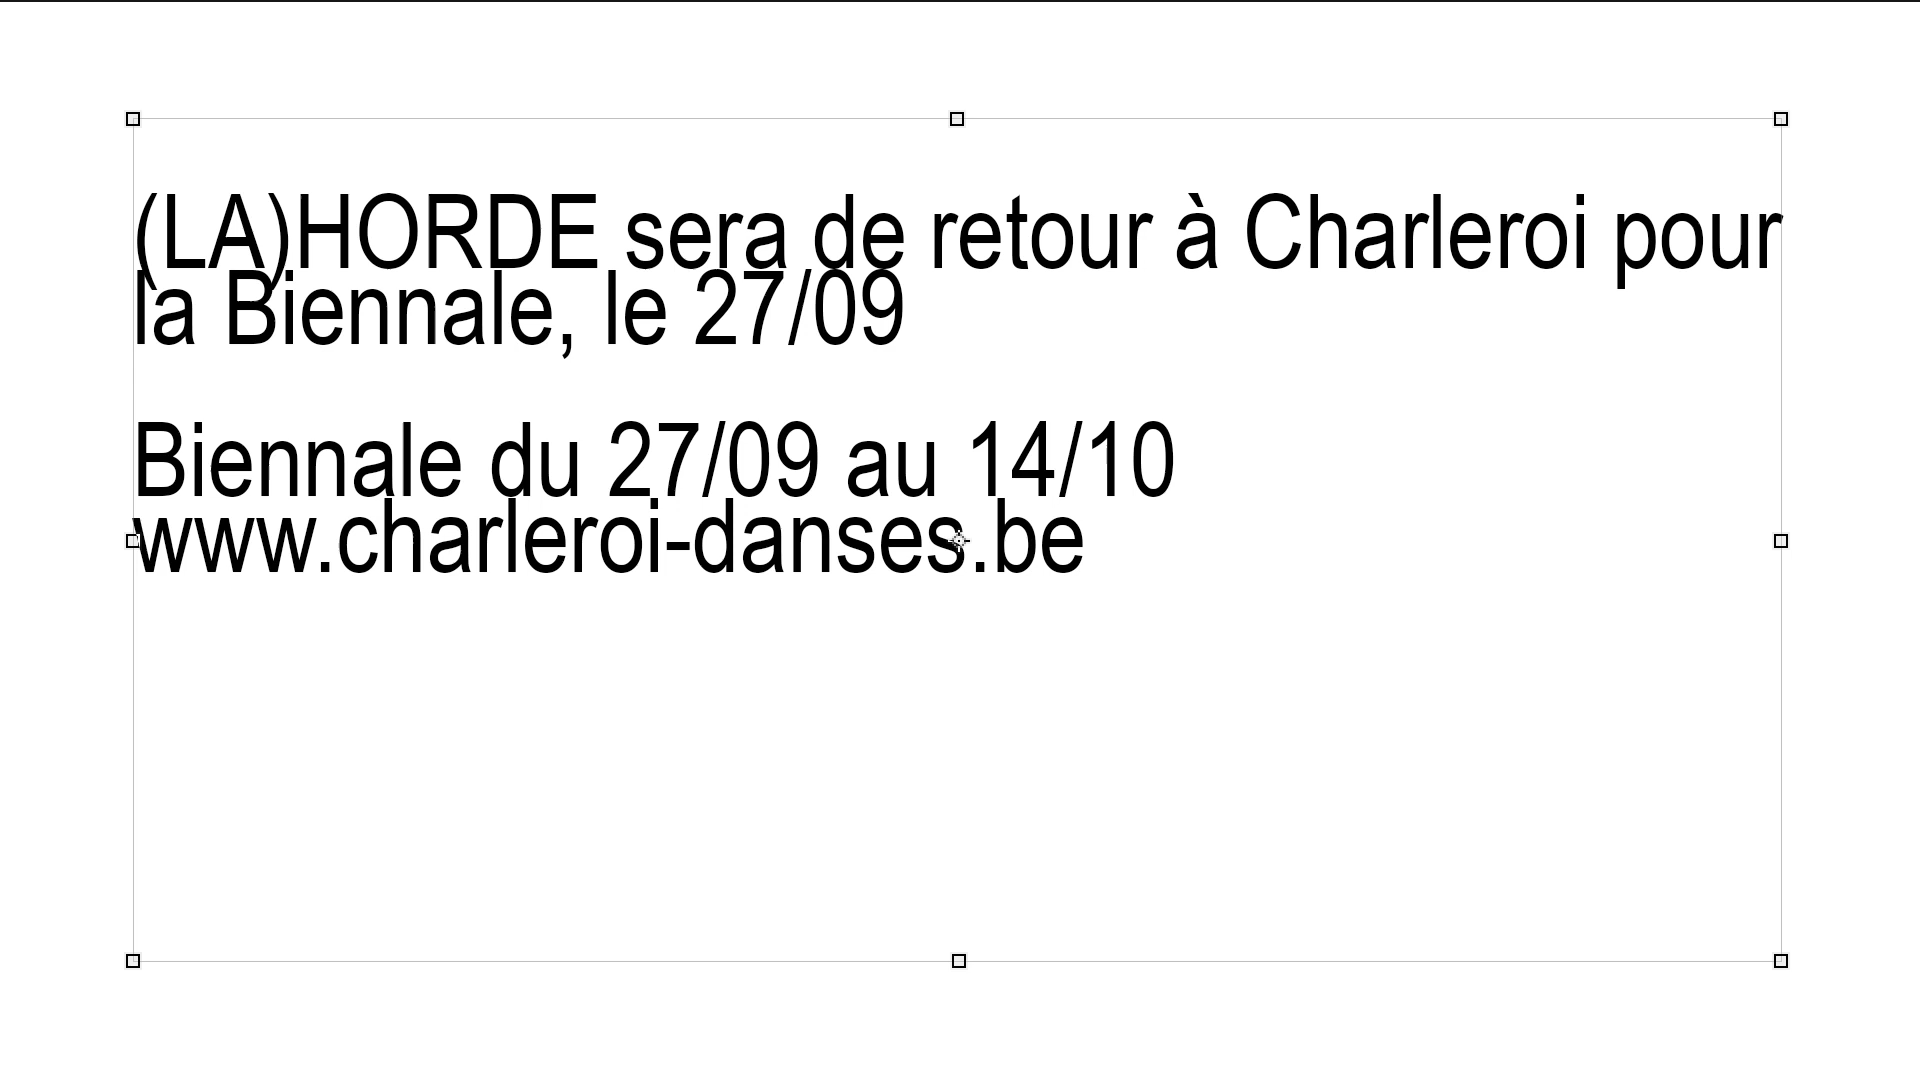 (LA)HORDE sera de retour à Charleroi pour
la Biennale, le 27/09
Biennale du 27/09 au 14/10
www.charleroi-danses.be